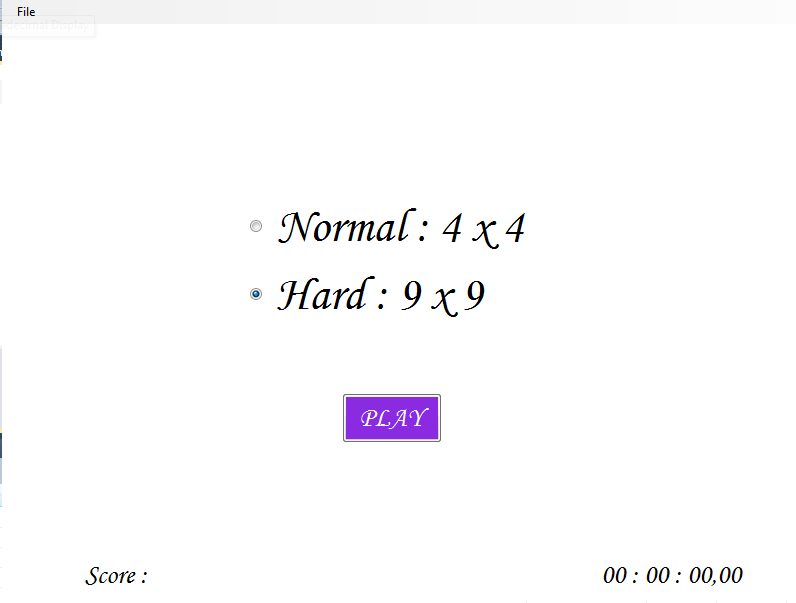 File
Normal : 4 x 4
Hard : 9 x 9
PLAY
Score :
00 : 00 : 00,00